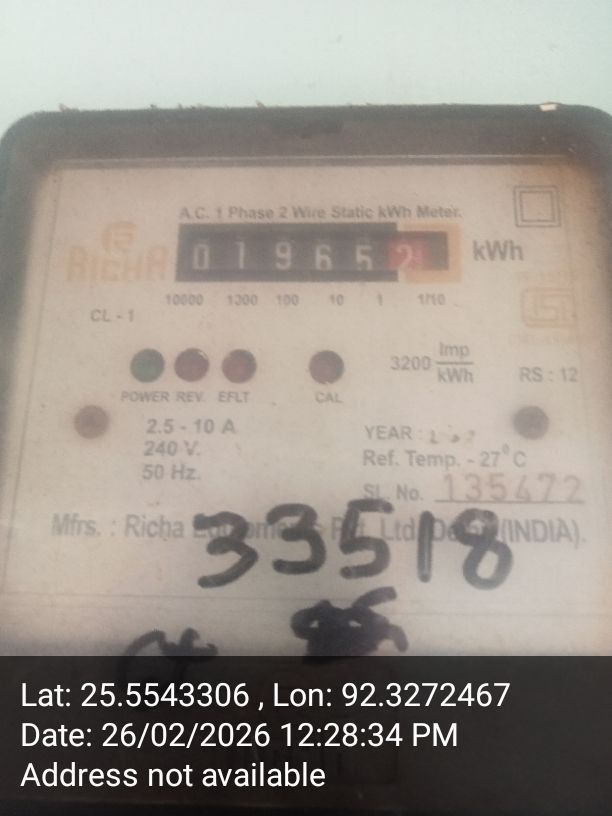 A.C. 1 Phase 2 Wire Static kWh Meter.
RICHA
0 1 9 6 5 2 kWh
10000 1000 100 10 1 1/10
CL - 1
3200 Imp/kWh
RS : 12
POWER REV. EFLT CAL
2.5 - 10 A
240 V.
50 Hz.
YEAR :
Ref. Temp. - 27°C
SL. No. 135472
Mfrs. : Richa Ltd. (INDIA).
33518
Lat: 25.5543306 , Lon: 92.3272467
Date: 26/02/2026 12:28:34 PM
Address not available